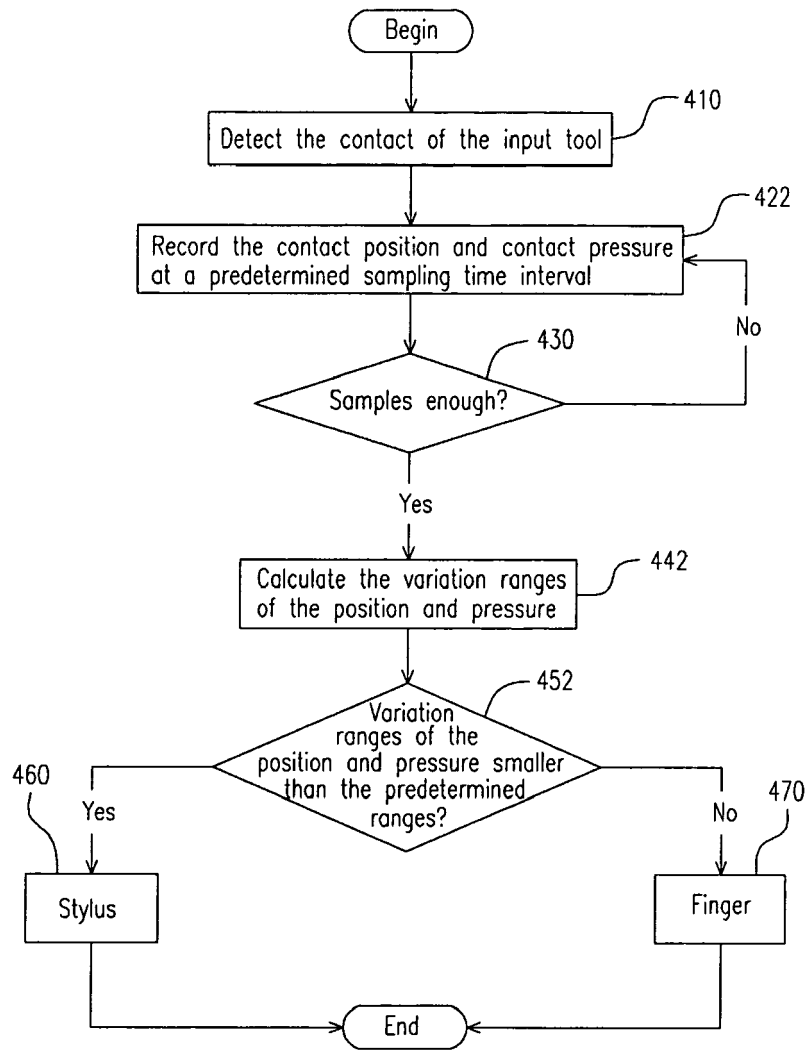 Begin
410
Detect the contact of the input tool
422
Record the contact position and contact pressure
at a predetermined sampling time interval
No
430
Samples enough?
Yes
442
Calculate the variation ranges
of the position and pressure
452
Variation
ranges of the
position and pressure smaller
than the predetermined
ranges?
460
Yes
No
470
Stylus
Finger
End